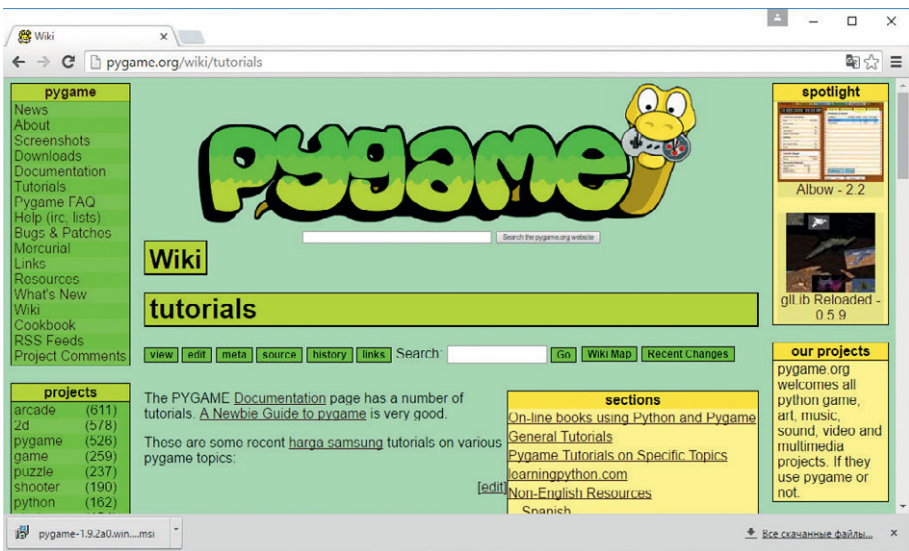 Wiki
pygame.org/wiki/tutorials
pygame
News
About
Screenshots
Downloads
Documentation
Tutorials
Pygame FAQ
Help (irc, lists)
Bugs & Patches
Mercurial
Links
Resources
What's New
Wiki
Cookbook
RSS Feeds
Project Comments
projects
arcade (611)
2d (578)
pygame (526)
game (259)
puzzle (237)
shooter (190)
python (162)
pygame
Search the pygame.org website
Wiki
tutorials
view edit meta source history links Search: Go Wiki Map Recent Changes
The PYGAME Documentation page has a number of
tutorials. A Newbie Guide to pygame is very good.
These are some recent harga samsung tutorials on various
pygame topics:
[edit]
sections
On-line books using Python and Pygame
General Tutorials
Pygame Tutorials on Specific Topics
learningpython.com
Non-English Resources
Spanish
spotlight
Albow - 2.2
glLib Reloaded -
0.5.9
our projects
pygame.org
welcomes all
python game,
art, music,
sound, video and
multimedia
projects. If they
use pygame or
not.
pygame-1.9.2a0.win....msi
Все скачанные файлы...